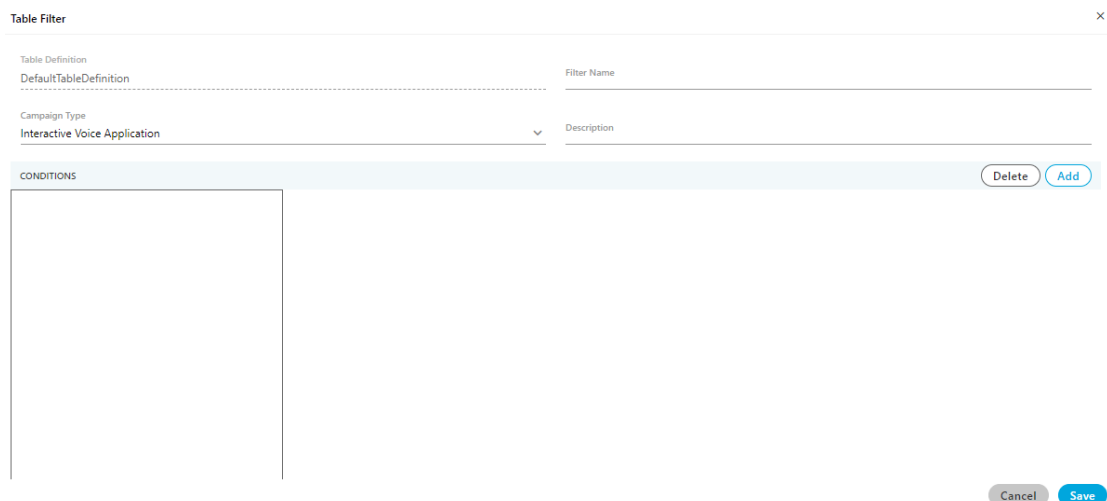 Table Filter
Table Definition
DefaultTableDefinition
Filter Name
Campaign Type
Interactive Voice Application
Description
CONDITIONS
Delete
Add
Cancel
Save